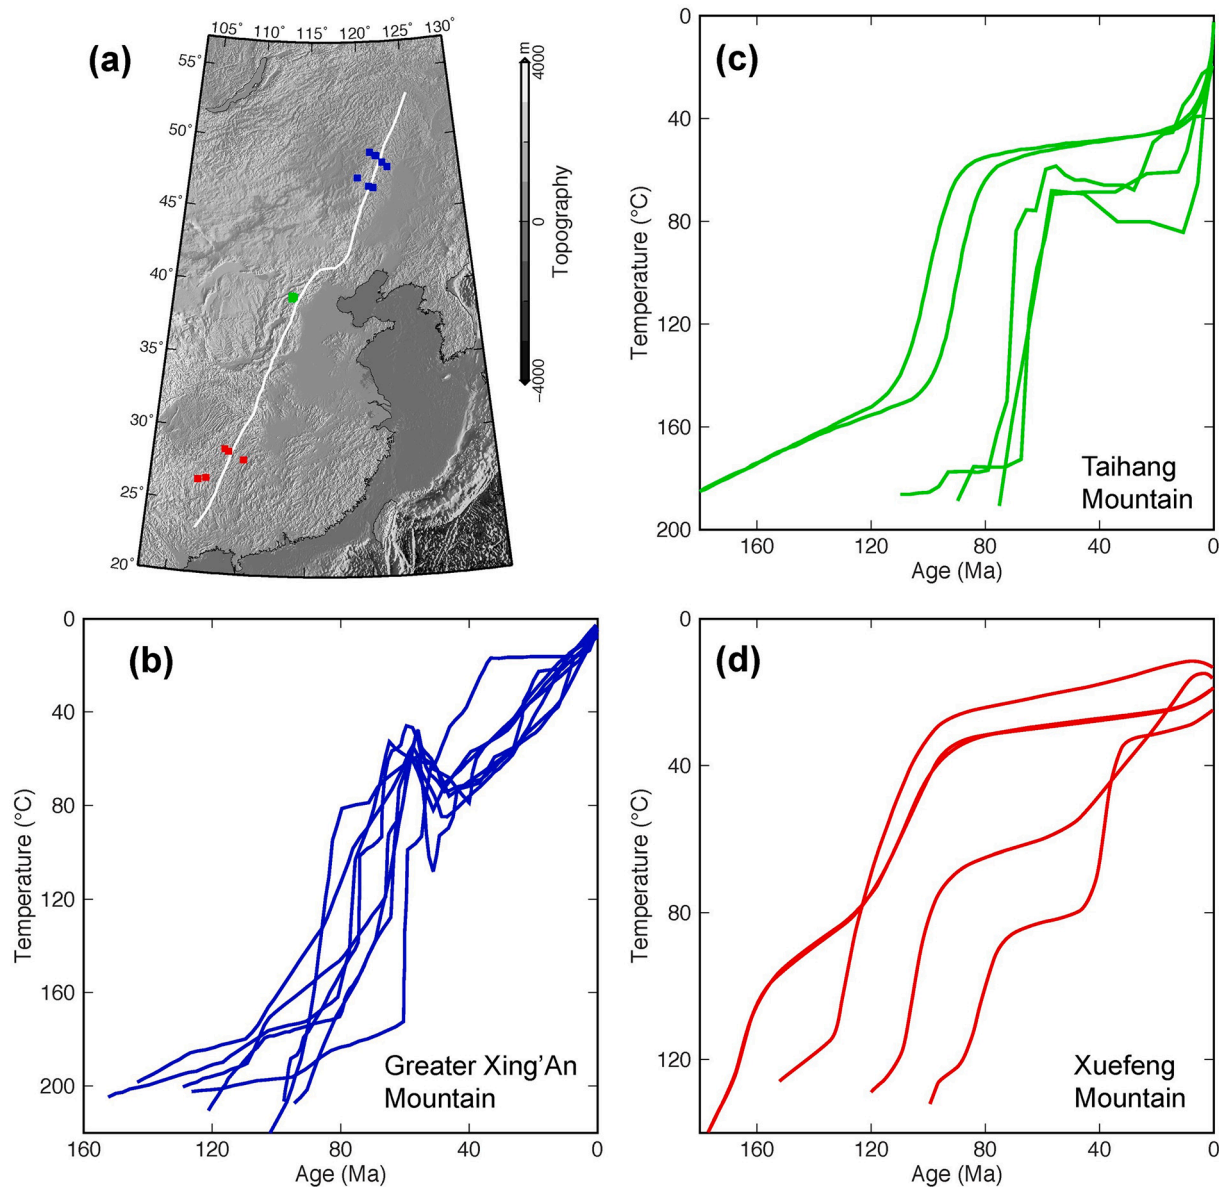 (a)
105° 110° 115° 120° 125° 130°
55°
50°
45°
40°
35°
30°
25°
20°
m
4000
0
−4000
Topography
(c)
0
40
80
120
160
200
Temperature (°C)
160 120 80 40 0
Age (Ma)
Taihang
Mountain
(b)
0
40
80
120
160
200
Temperature (°C)
160 120 80 40 0
Age (Ma)
Greater Xing'An
Mountain
(d)
0
40
80
120
Temperature (°C)
160 120 80 40 0
Age (Ma)
Xuefeng
Mountain